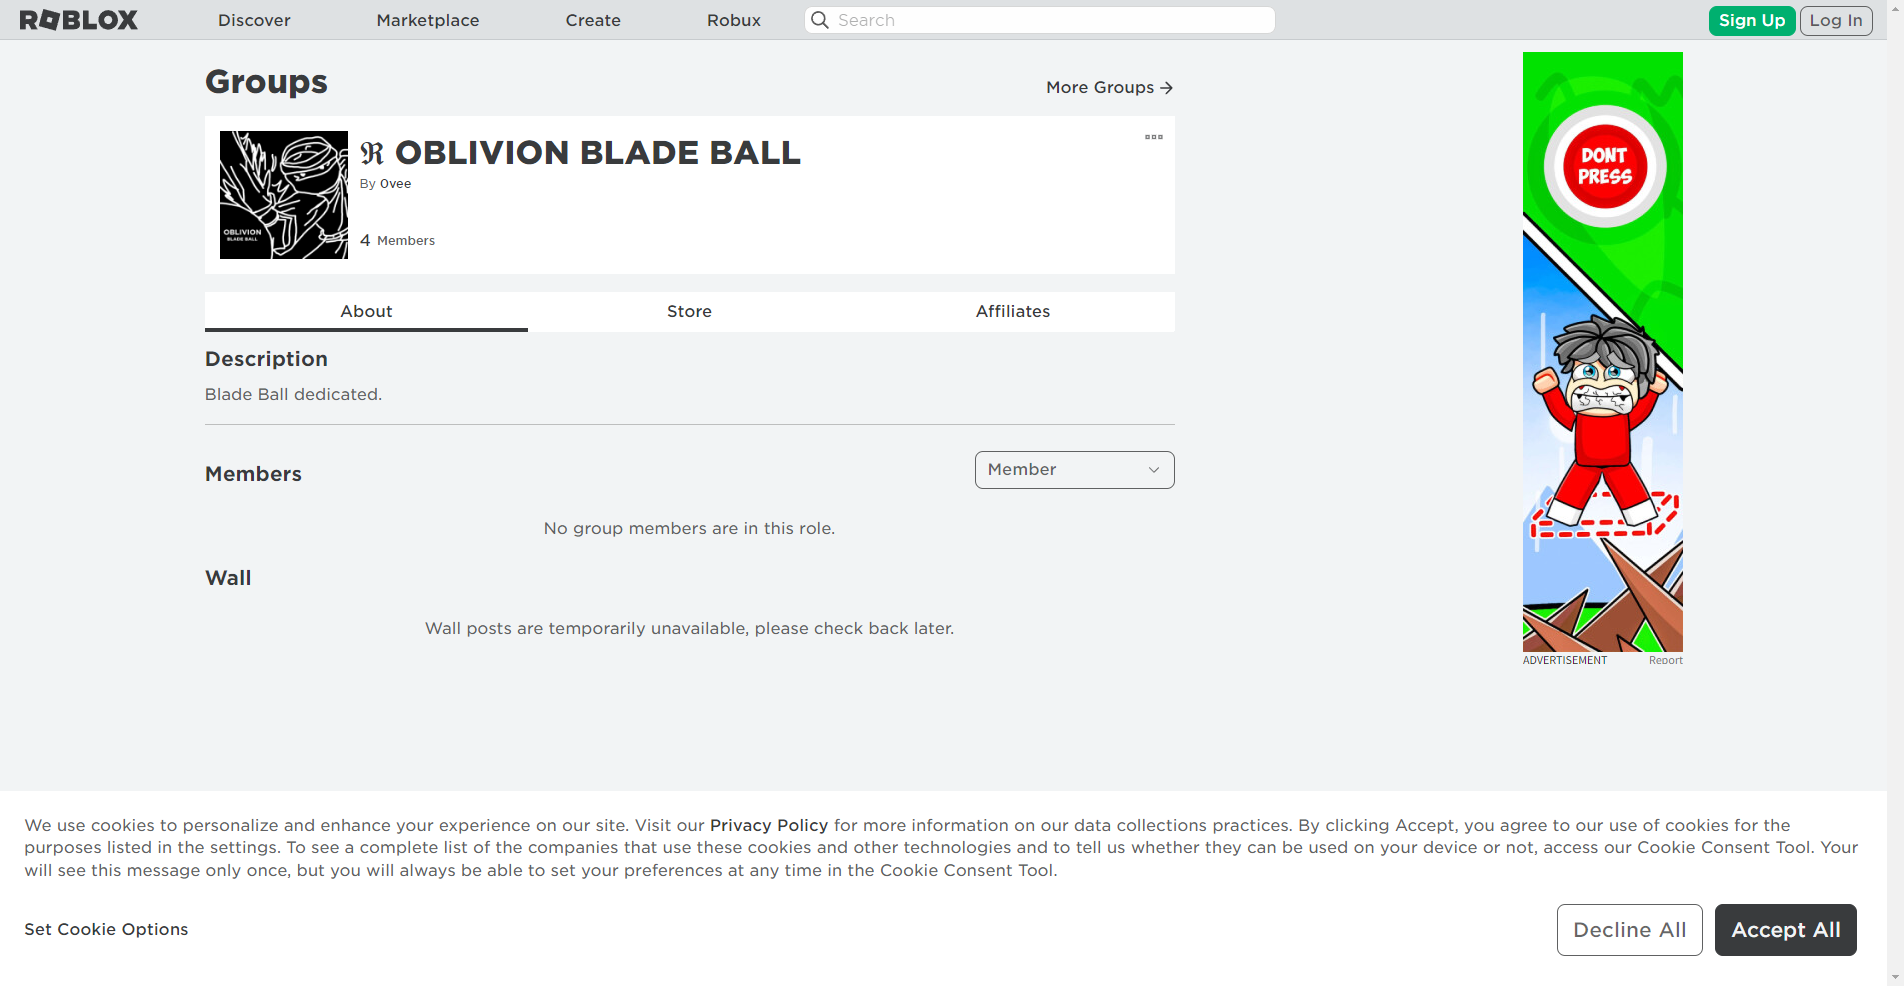 ROBLOX
Discover
Marketplace
Create
Robux
Search
Sign Up
Log In
Groups
More Groups →
ℜ OBLIVION BLADE BALL
By 0vee
4 Members
OBLIVION
BLADE BALL
About
Store
Affiliates
Description
Blade Ball dedicated.
Members
Member
No group members are in this role.
Wall
Wall posts are temporarily unavailable, please check back later.
DONT
PRESS
ADVERTISEMENT
Report
We use cookies to personalize and enhance your experience on our site. Visit our Privacy Policy for more information on our data collections practices. By clicking Accept, you agree to our use of cookies for the
purposes listed in the settings. To see a complete list of the companies that use these cookies and other technologies and to tell us whether they can be used on your device or not, access our Cookie Consent Tool. Your
will see this message only once, but you will always be able to set your preferences at any time in the Cookie Consent Tool.
Set Cookie Options
Decline All
Accept All